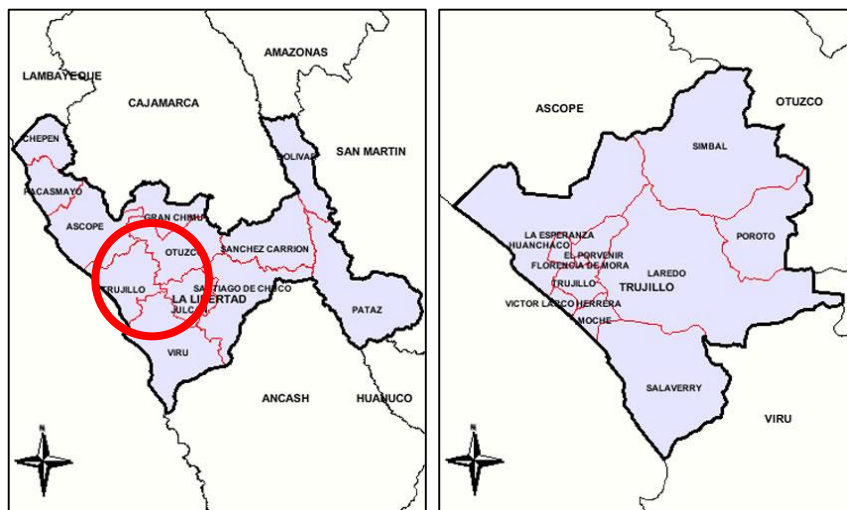 AMAZONAS
LAMBAYEQUE
CAJAMARCA
CHEPEN
SAN MARTIN
BOLIVAR
PACASMAYO
GRAN CHIMU
ASCOPE
OTUZCO
SANCHEZ CARRION
TRUJILLO
SANTIAGO DE CHUCO
LA LIBERTAD
JULCAN
PATAZ
VIRU
ANCASH
HUANUCO
N
ASCOPE
OTUZCO
SIMBAL
LA ESPERANZA
HUANCHACO
POROTO
EL PORVENIR
FLORENCIA DE MORA
LAREDO
TRUJILLO
TRUJILLO
VICTOR LARCO HERRERA
MOCHE
SALAVERRY
VIRU
N